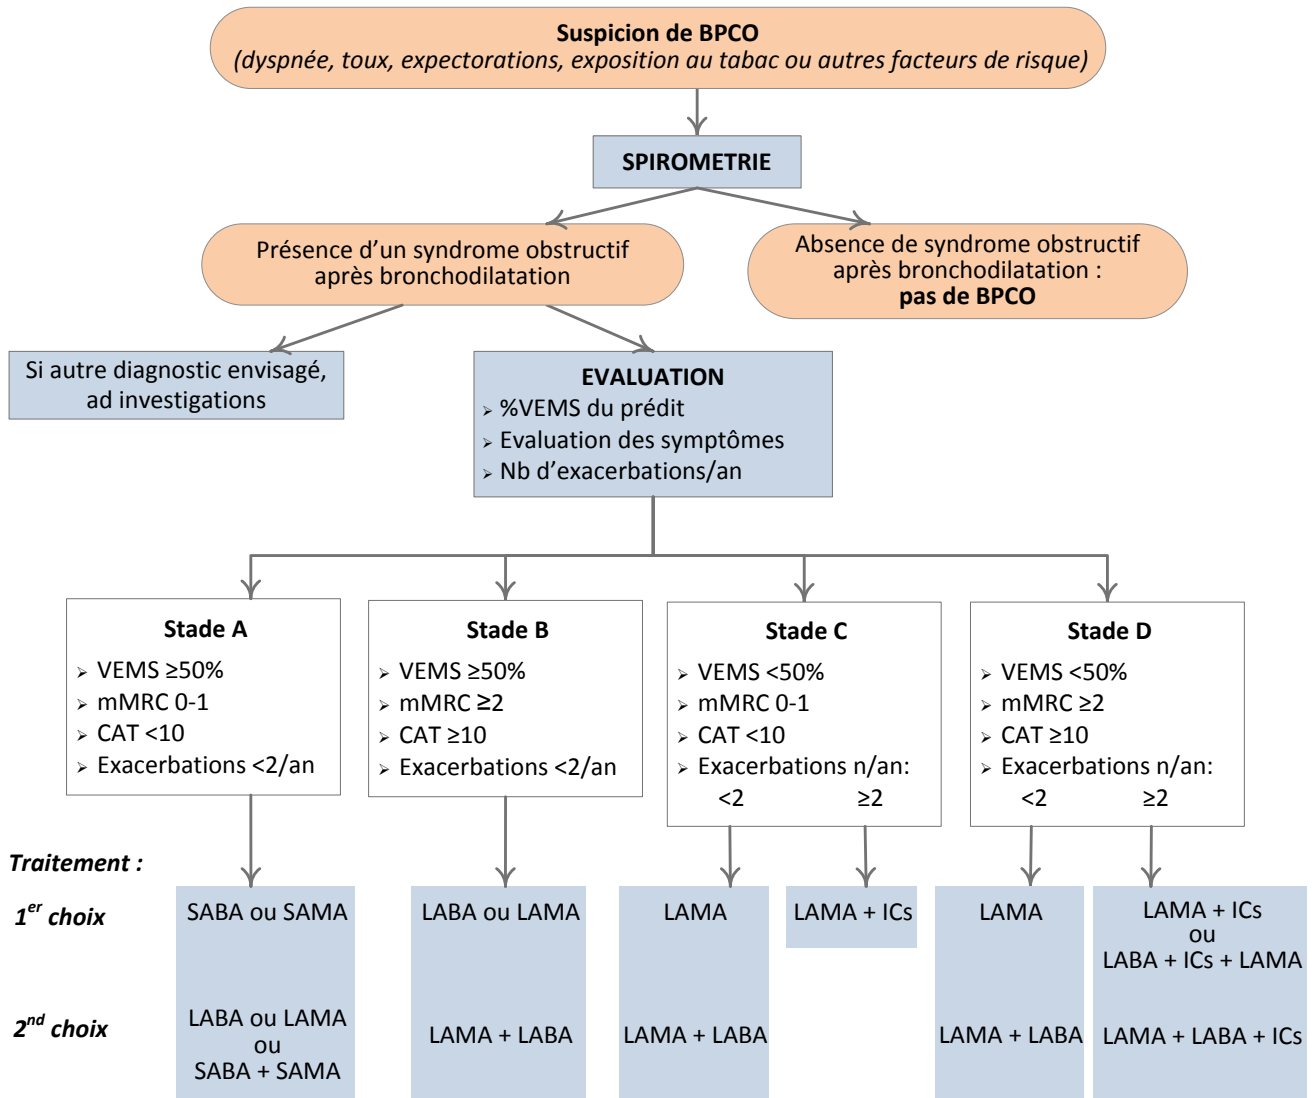 Suspicion de BPCO
(dyspnée, toux, expectorations, exposition au tabac ou autres facteurs de risque)
SPIROMETRIE
Présence d’un syndrome obstructif
après bronchodilatation
Absence de syndrome obstructif
après bronchodilatation :
pas de BPCO
Si autre diagnostic envisagé,
ad investigations
EVALUATION
➢ %VEMS du prédit
➢ Evaluation des symptômes
➢ Nb d’exacerbations/an
Stade A
➢ VEMS ≥50%
➢ mMRC 0-1
➢ CAT <10
➢ Exacerbations <2/an
Stade B
➢ VEMS ≥50%
➢ mMRC ≥2
➢ CAT ≥10
➢ Exacerbations <2/an
Stade C
➢ VEMS <50%
➢ mMRC 0-1
➢ CAT <10
➢ Exacerbations n/an:
<2 ≥2
Stade D
➢ VEMS <50%
➢ mMRC ≥2
➢ CAT ≥10
➢ Exacerbations n/an:
<2 ≥2
Traitement :
1er choix
SABA ou SAMA
LABA ou LAMA
LAMA
LAMA + ICs
LAMA
LAMA + ICs
ou
LABA + ICs + LAMA
2nd choix
LABA ou LAMA
ou
SABA + SAMA
LAMA + LABA
LAMA + LABA
LAMA + LABA
LAMA + LABA + ICs